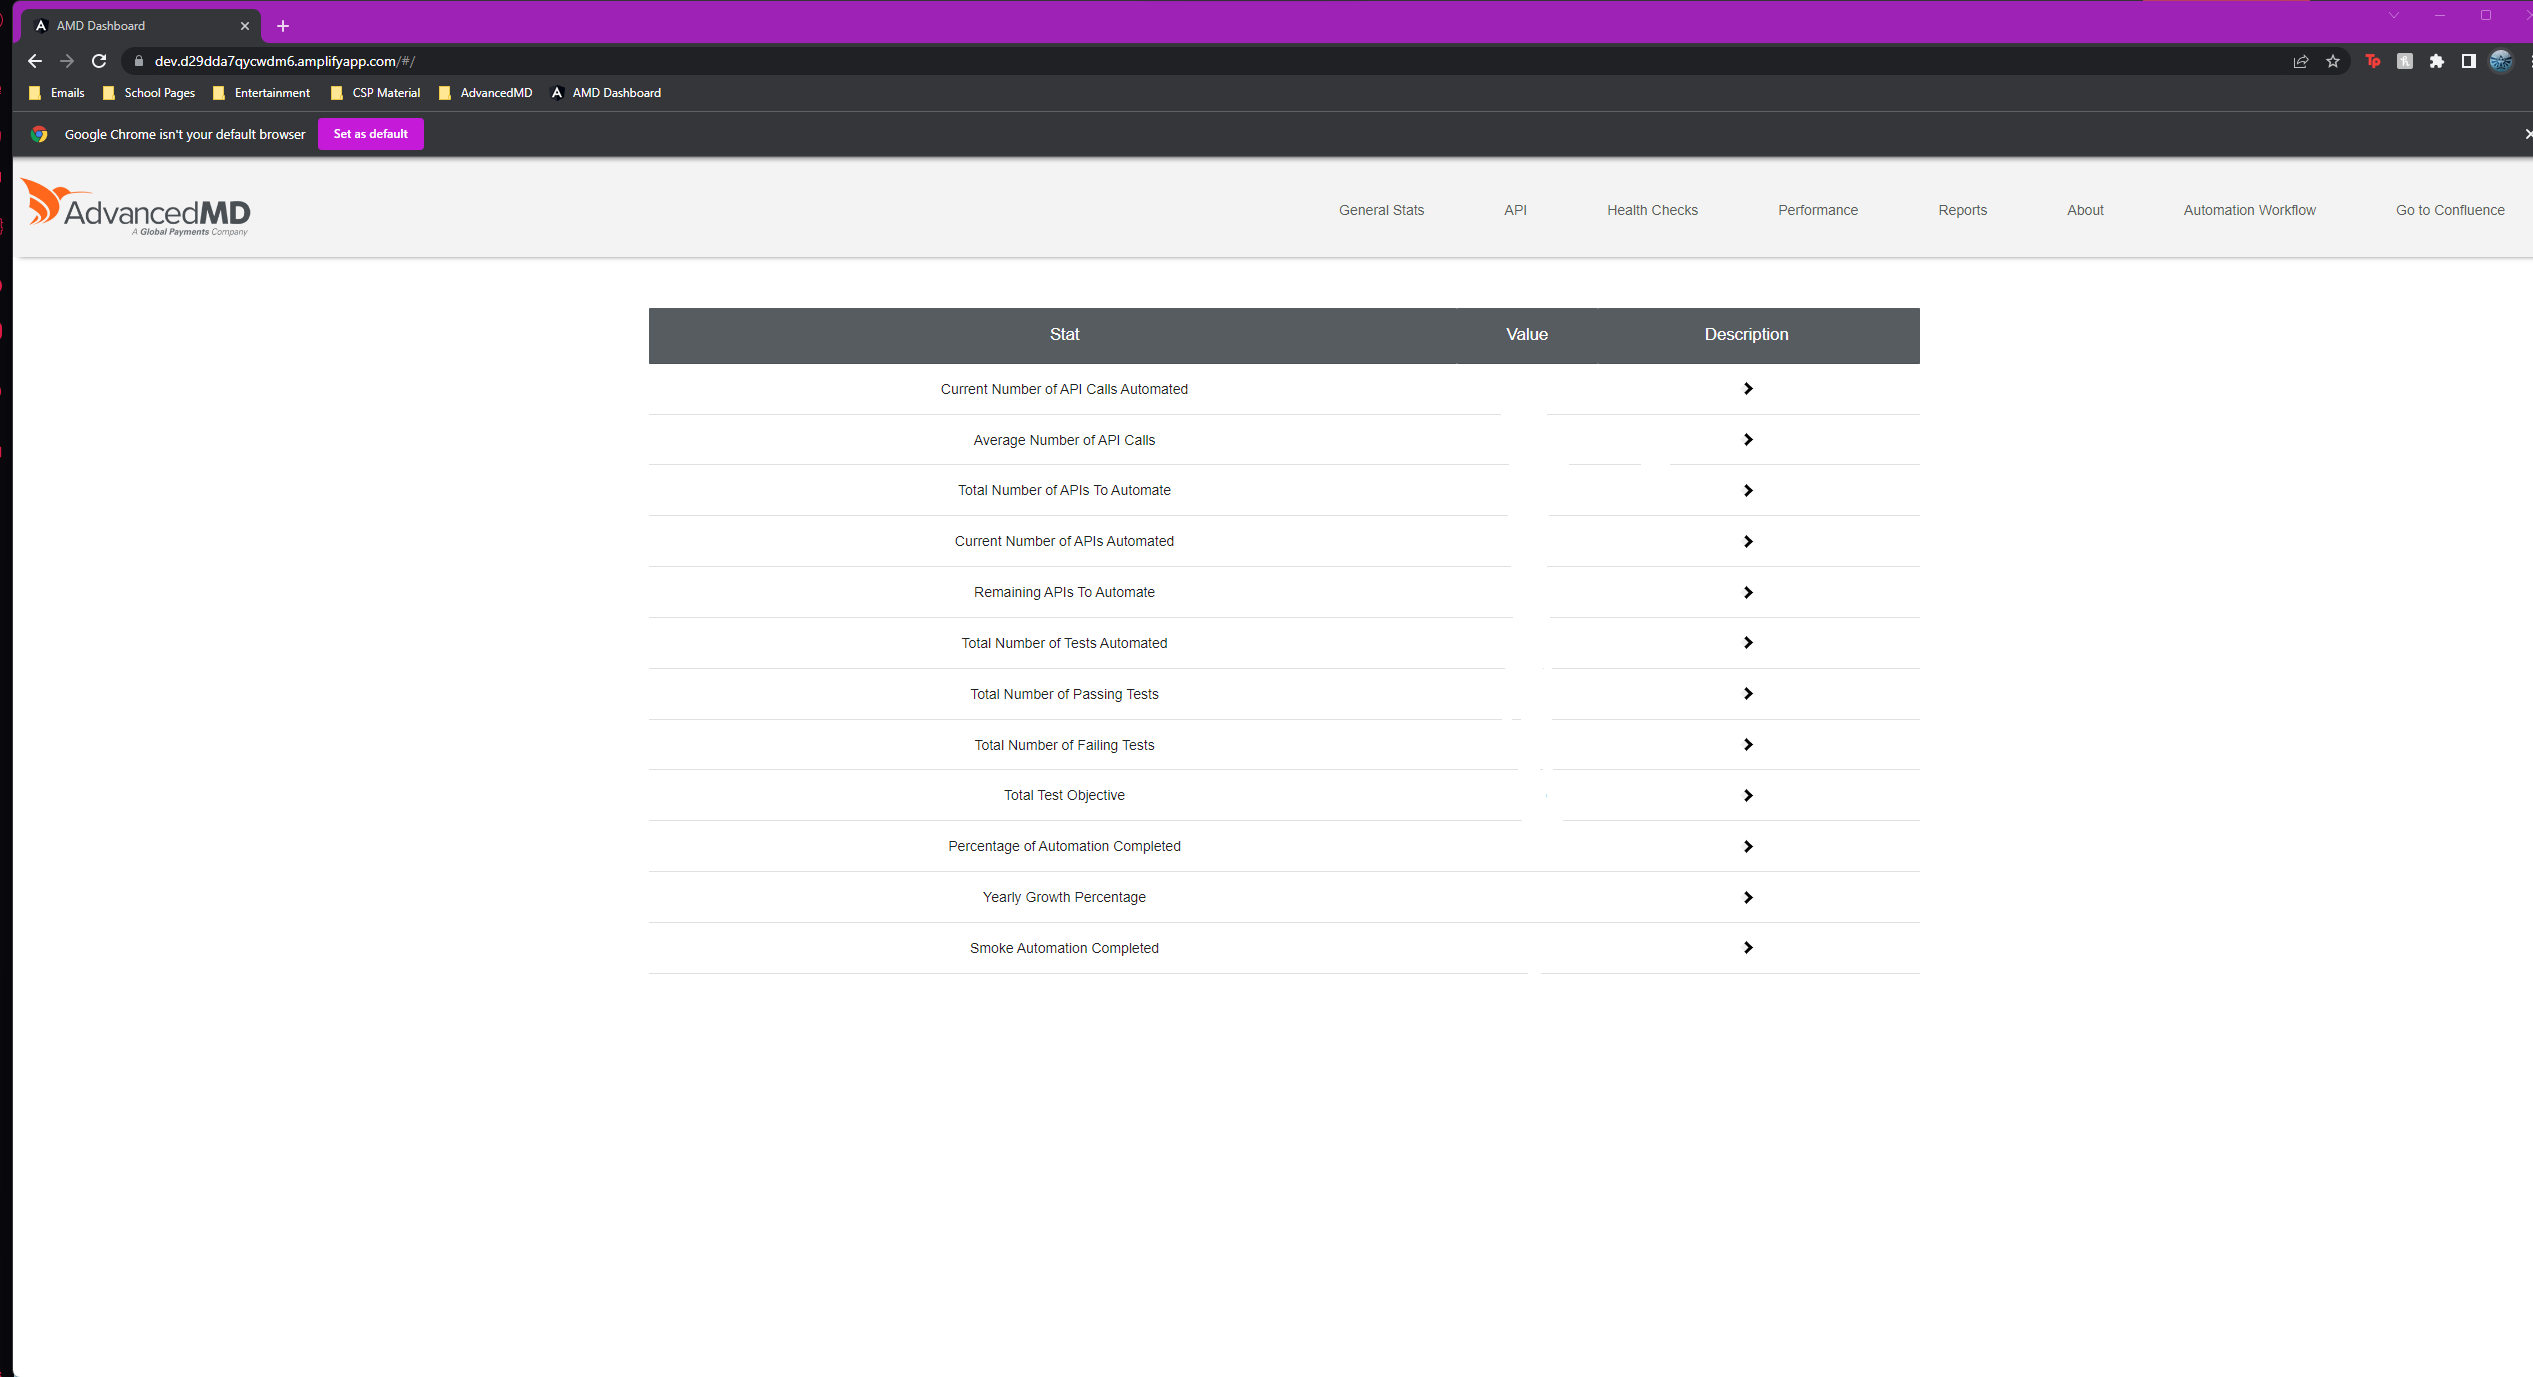 AMD Dashboard
dev.d29dda7qycwdm6.amplifyapp.com/#/
Tp
Emails School Pages Entertainment CSP Material AdvancedMD AMD Dashboard
Google Chrome isn't your default browser Set as default
AdvancedMD
A Global Payments Company
General Stats API Health Checks Performance Reports About Automation Workflow Go to Confluence
Stat Value Description
Current Number of API Calls Automated
Average Number of API Calls
Total Number of APIs To Automate
Current Number of APIs Automated
Remaining APIs To Automate
Total Number of Tests Automated
Total Number of Passing Tests
Total Number of Failing Tests
Total Test Objective
Percentage of Automation Completed
Yearly Growth Percentage
Smoke Automation Completed